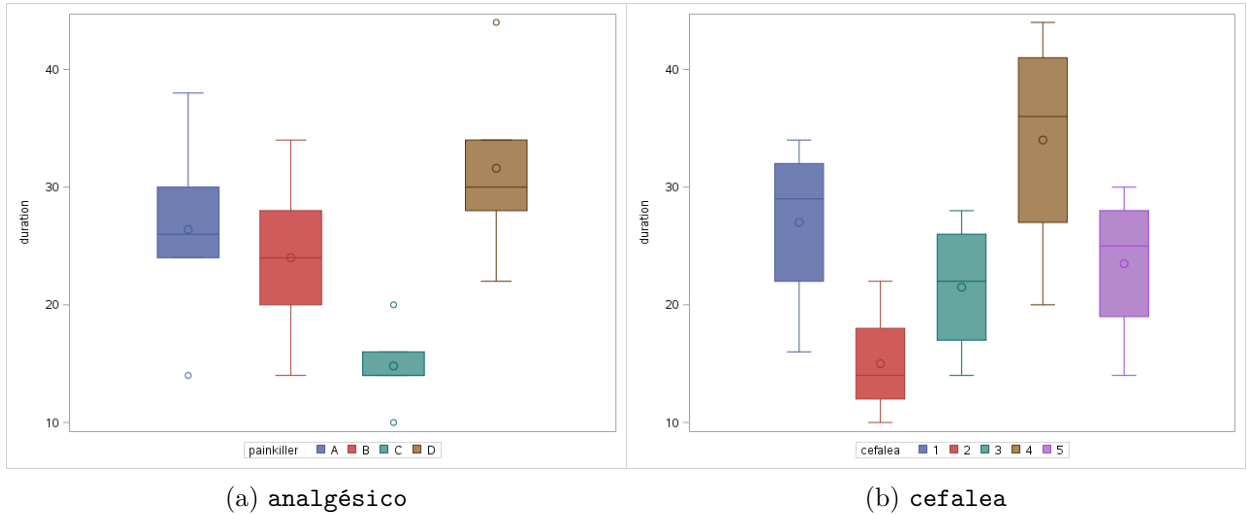 40
30
20
10
duration
painkiller A B C D
40
30
20
10
duration
cefalea 1 2 3 4 5
(a) analgésico
(b) cefalea